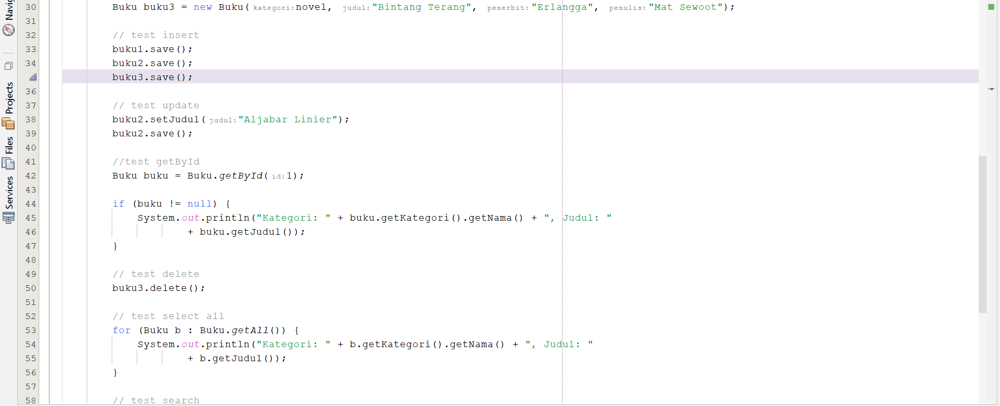 30 Buku buku3 = new Buku( kategori: novel, judul: "Bintang Terang", penerbit: "Erlangga", penulis: "Mat Sewoot");
31
32 // test insert
33 buku1.save();
34 buku2.save();
buku3.save();
36
37 // test update
38 buku2.setJudul( judul: "Aljabar Linier");
39 buku2.save();
40
41 //test getById
42 Buku buku = Buku.getById( id: 1);
43
44 if (buku != null) {
45 System.out.println("Kategori: " + buku.getKategori().getNama() + ", Judul: "
46 + buku.getJudul());
47 }
48
49 // test delete
50 buku3.delete();
51
52 // test select all
53 for (Buku b : Buku.getAll()) {
54 System.out.println("Kategori: " + b.getKategori().getNama() + ", Judul: "
55 + b.getJudul());
56 }
57
58 // test search
Projects
Files
Services